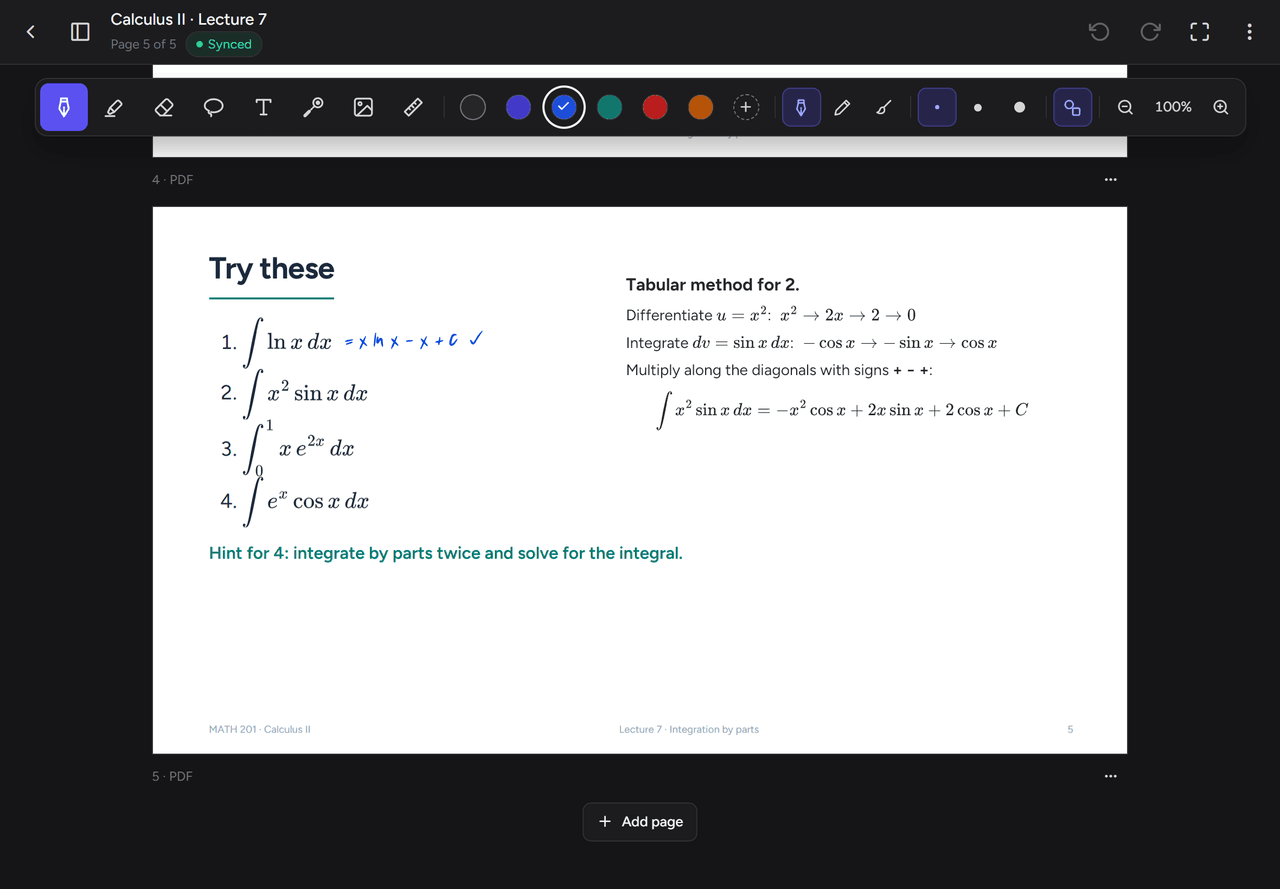 Calculus II · Lecture 7
Page 5 of 5 Synced
100%
4 · PDF
Try these
1. ∫ ln x dx = x ln x - x + C ✓
2. ∫ x² sin x dx
3. ∫₀¹ x e²ˣ dx
4. ∫ eˣ cos x dx
Hint for 4: integrate by parts twice and solve for the integral.
Tabular method for 2.
Differentiate u = x²: x² → 2x → 2 → 0
Integrate dv = sin x dx: − cos x → − sin x → cos x
Multiply along the diagonals with signs + - +:
∫ x² sin x dx = −x² cos x + 2x sin x + 2 cos x + C
MATH 201 · Calculus II
Lecture 7 · Integration by parts
5
5 · PDF
+ Add page